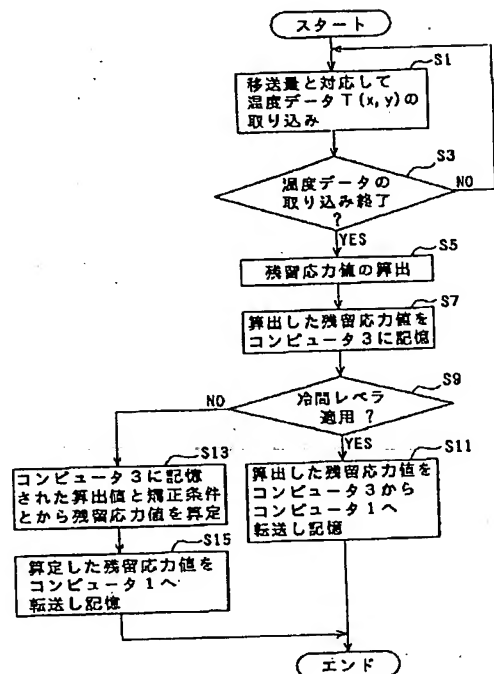 スタート
S1
移送量と対応して
温度データT(x,y)の
取り込み
S3
温度データの
取り込み終了
?
NO
YES
S5
残留応力値の算出
S7
算出した残留応力値を
コンピュータ3に記憶
S9
冷間レベラ
適用?
NO
YES
S13
コンピュータ3に記憶
された算出値と矯正条件
とから残留応力値を算定
S11
算出した残留応力値を
コンピュータ3から
コンピュータ1へ
転送し記憶
S15
算定した残留応力値を
コンピュータ1へ
転送し記憶
エンド